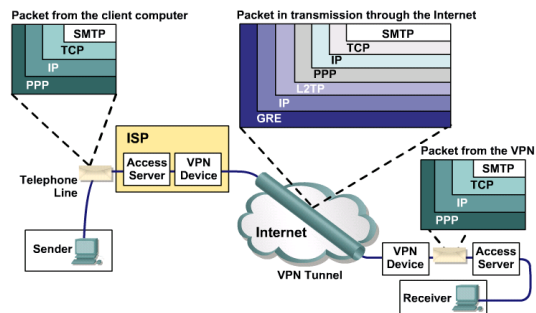 Packet from the client computer
SMTP
TCP
IP
PPP
Packet in transmission through the Internet
SMTP
TCP
IP
PPP
L2TP
IP
GRE
ISP
Access
Server
VPN
Device
Telephone
Line
Sender
Internet
VPN Tunnel
Packet from the VPN
SMTP
TCP
IP
PPP
VPN
Device
Access
Server
Receiver